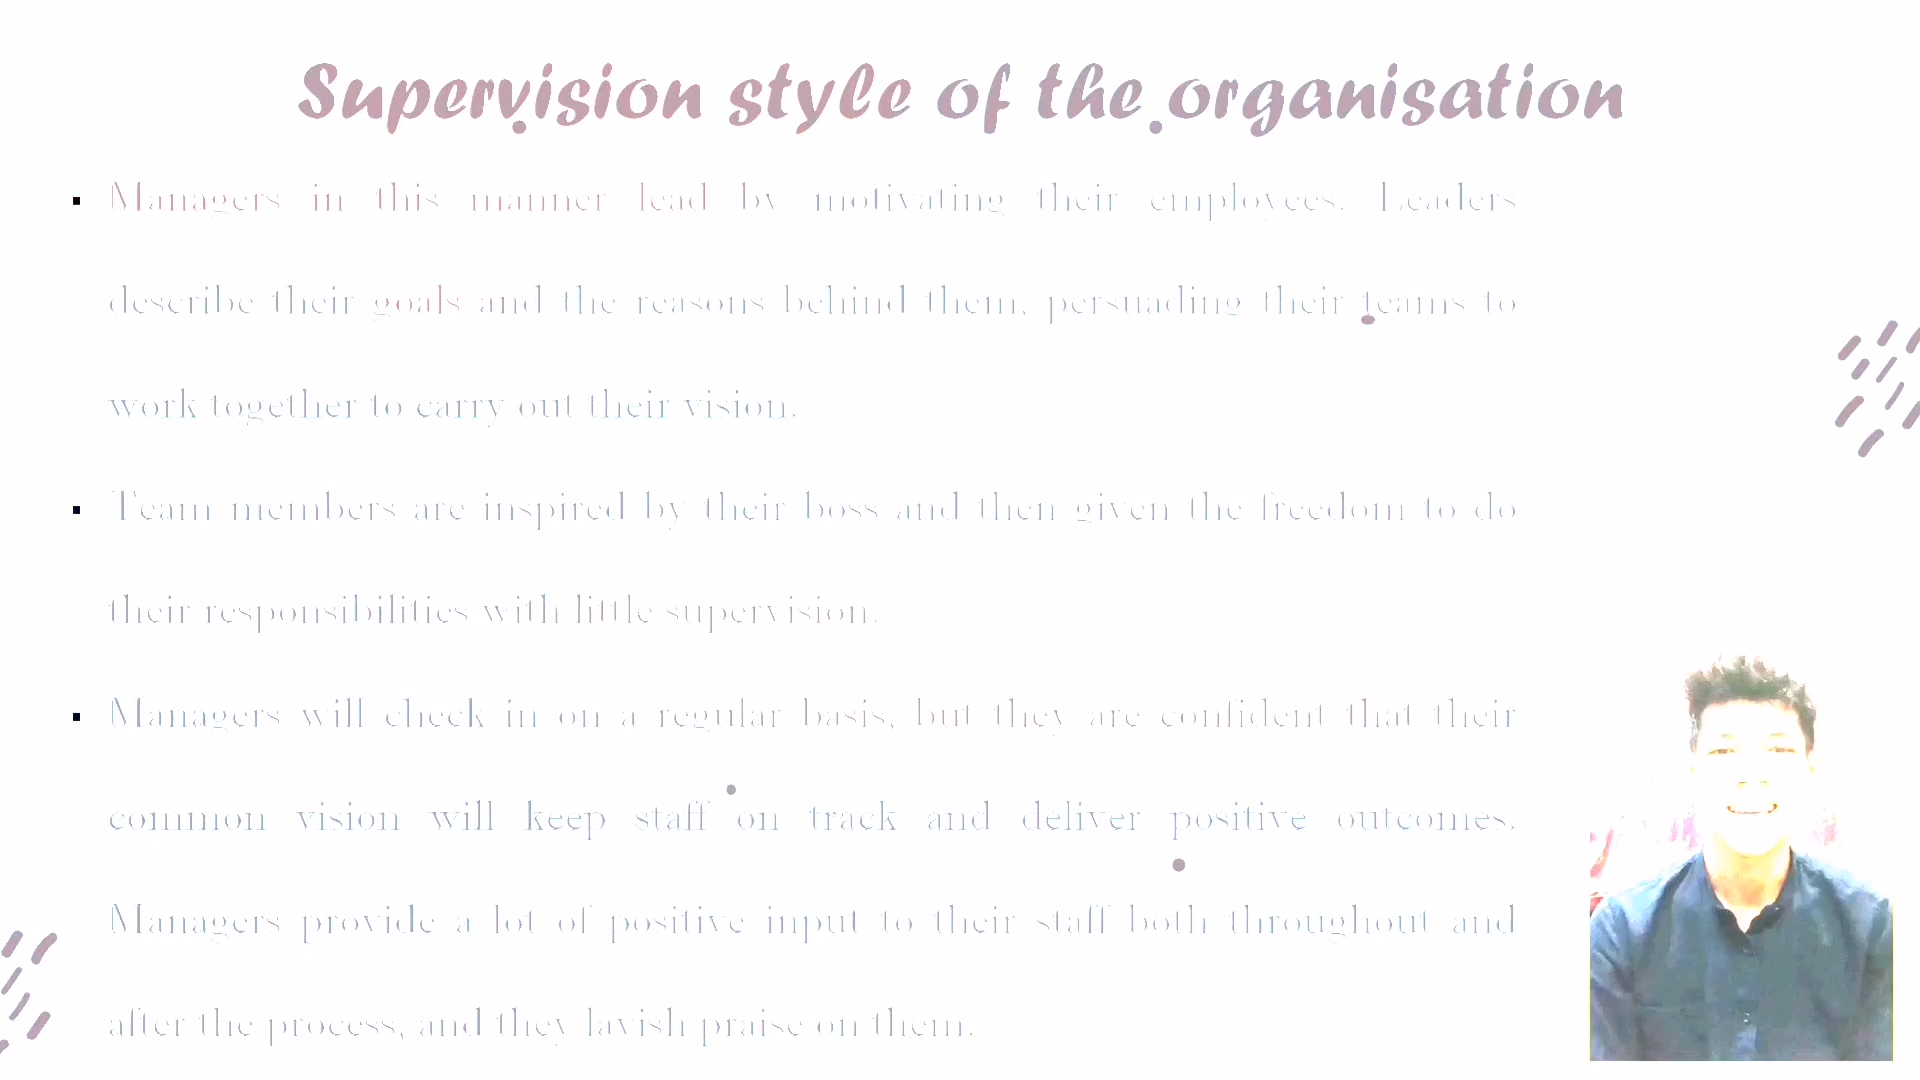 Supervision style of the organisation
Managers in this manner lead by motivating their employees. Leaders
describe their goals and the reasons behind them, persuading their teams to
work together to carry out their vision.
Team members are inspired by their boss and then given the freedom to do
their responsibilities with little supervision.
Managers will check in on a regular basis, but they are confident that their
common vision will keep staff on track and deliver positive outcomes.
Managers provide a lot of positive input to their staff both throughout and
after the process, and they lavish praise on them.